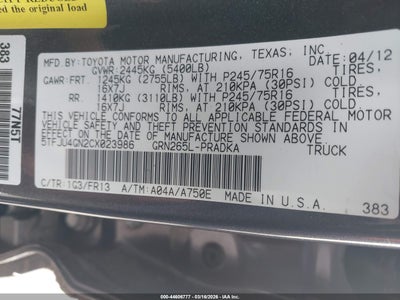 ced the original load
TOYOTA MOTOR MANUFACTURING, TEXAS, INC.
GVWR 2445KG (5400LB) DATE: 04/12
GAWR:FRT. 1245KG (2755LB) WITH P245/75R16 TIRES,
16X7J RIMS, AT 210KPA (30PSI) COLD
RR. 1410KG (3110LB) WITH P245/75R16 TIRES,
16X7J RIMS, AT 210KPA (30PSI) COLD
THIS VEHICLE CONFORMS TO ALL APPLICABLE FEDERAL MOTOR
VEHICLE SAFETY AND THEFT PREVENTION STANDARDS IN
EFFECT ON THE DATE OF MANUFACTURE SHOWN ABOVE.
5TFJU4GN2CX023986 GRN265L-PRADKA TRUCK
C/TR:1G3/FR13 A/TM:A04A/A750E MADE IN U.S.A. 383
383 77N5T
ID: 000-44606777 - 03/18/2026 - © IAA, INC.